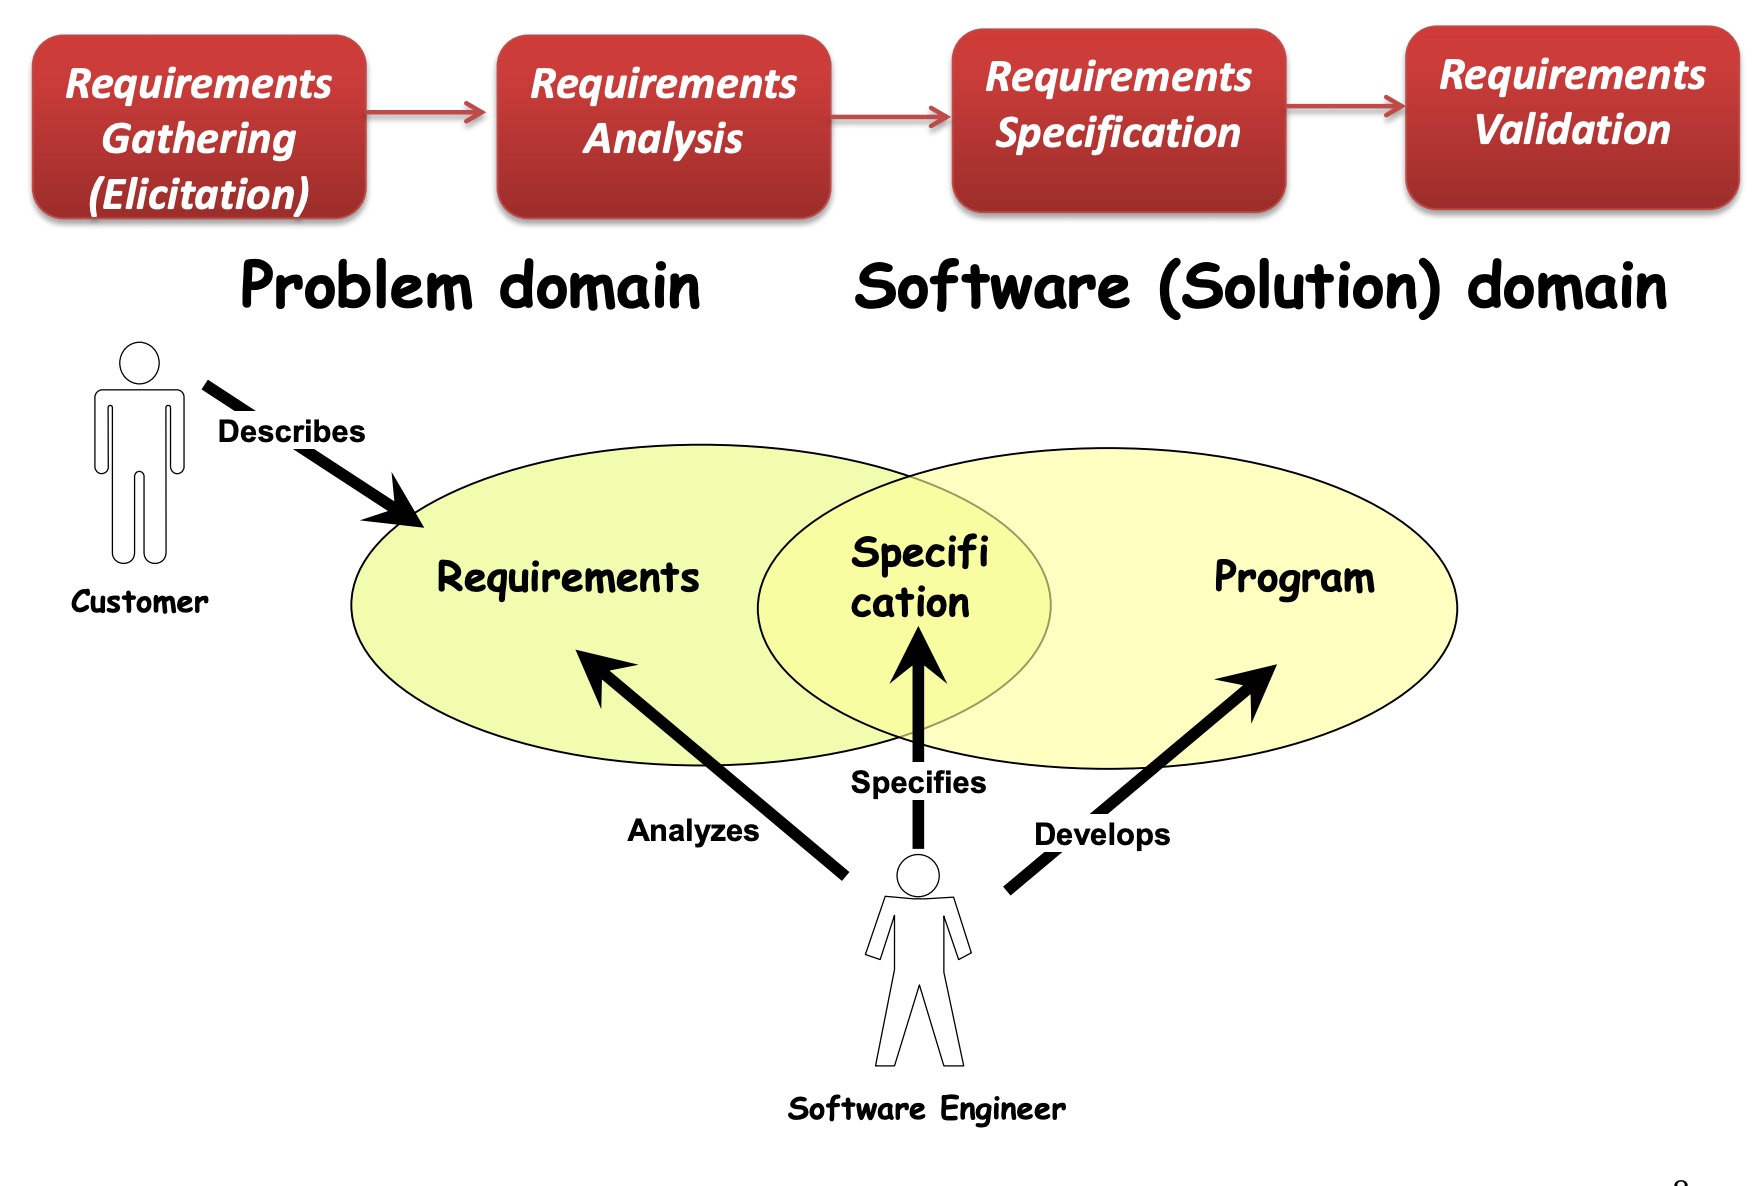 Requirements
Gathering
(Elicitation)
Requirements
Analysis
Requirements
Specification
Requirements
Validation
Problem domain
Software (Solution) domain
Describes
Customer
Requirements
Specifi
cation
Program
Analyzes
Specifies
Develops
Software Engineer